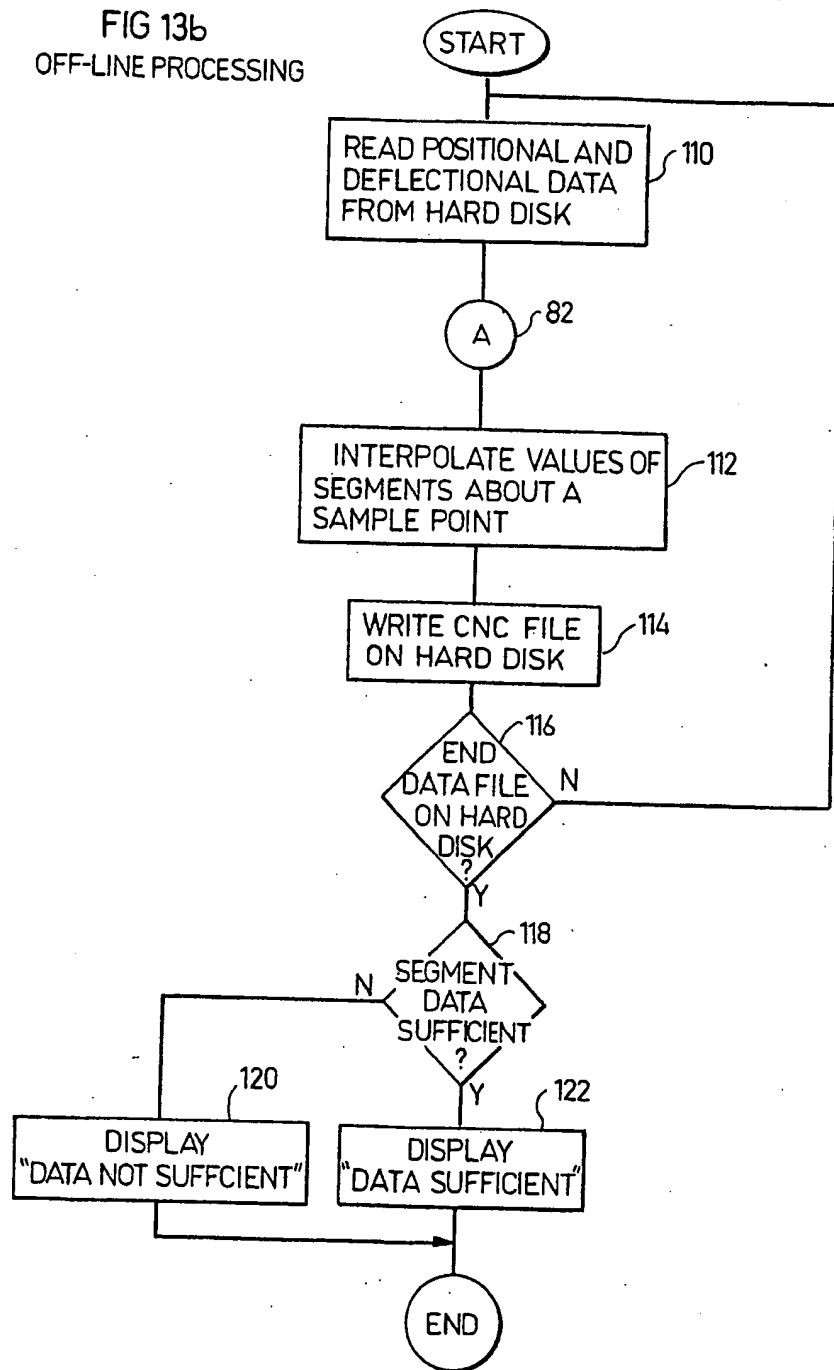 FIG 13b
OFF-LINE PROCESSING
START
READ POSITIONAL AND
DEFLECTIONAL DATA
FROM HARD DISK
110
A
82
INTERPOLATE VALUES OF
SEGMENTS ABOUT A
SAMPLE POINT
112
WRITE CNC FILE
ON HARD DISK
114
116
END
DATA FILE
ON HARD
DISK
?
N
Y
118
SEGMENT
DATA
SUFFICIENT
?
N
Y
120
DISPLAY
"DATA NOT SUFFCIENT"
122
DISPLAY
"DATA SUFFICIENT"
END